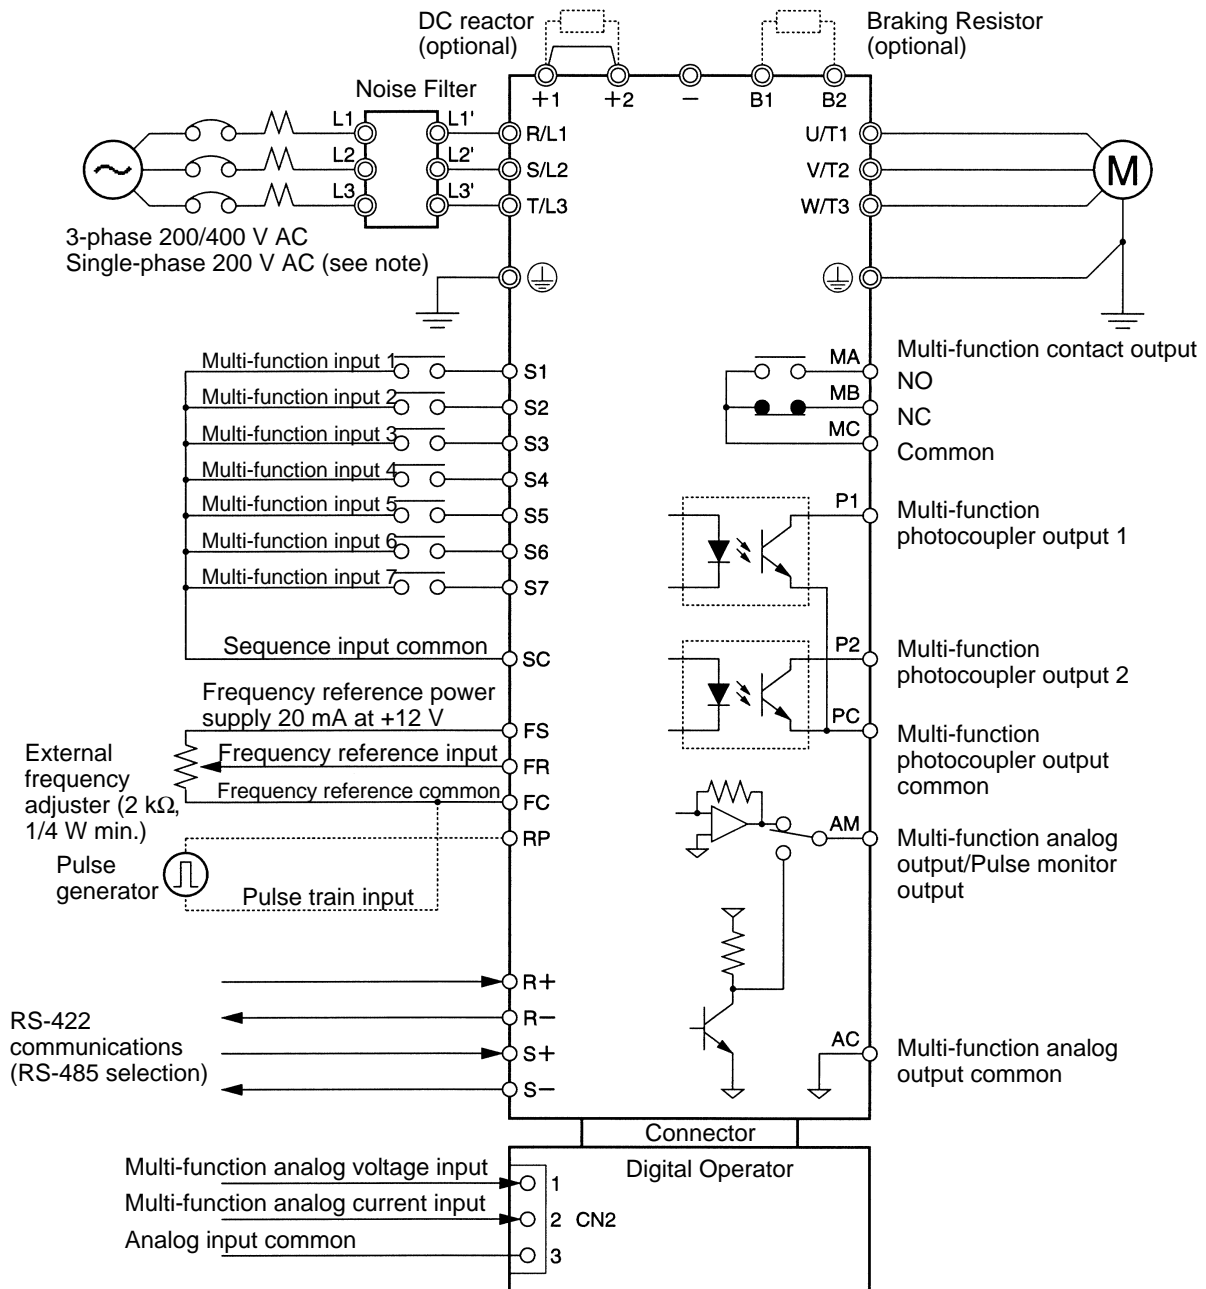 DC reactor
(optional)
Braking Resistor
(optional)
+1
+2
−
B1
B2
Noise Filter
L1
L1'
R/L1
L2
L2'
S/L2
L3
L3'
T/L3
U/T1
V/T2
W/T3
M
3-phase 200/400 V AC
Single-phase 200 V AC (see note)
Multi-function input 1
S1
Multi-function input 2
S2
Multi-function input 3
S3
Multi-function input 4
S4
Multi-function input 5
S5
Multi-function input 6
S6
Multi-function input 7
S7
Sequence input common
SC
Frequency reference power
supply 20 mA at +12 V
FS
Frequency reference input
FR
Frequency reference common
FC
RP
External
frequency
adjuster (2 kΩ,
1/4 W min.)
Pulse
generator
Pulse train input
R+
R−
S+
S−
RS-422
communications
(RS-485 selection)
MA
Multi-function contact output
NO
MB
NC
MC
Common
P1
Multi-function
photocoupler output 1
P2
Multi-function
photocoupler output 2
PC
Multi-function
photocoupler output
common
AM
Multi-function analog
output/Pulse monitor
output
AC
Multi-function analog
output common
Connector
Digital Operator
Multi-function analog voltage input
1
Multi-function analog current input
2
CN2
Analog input common
3